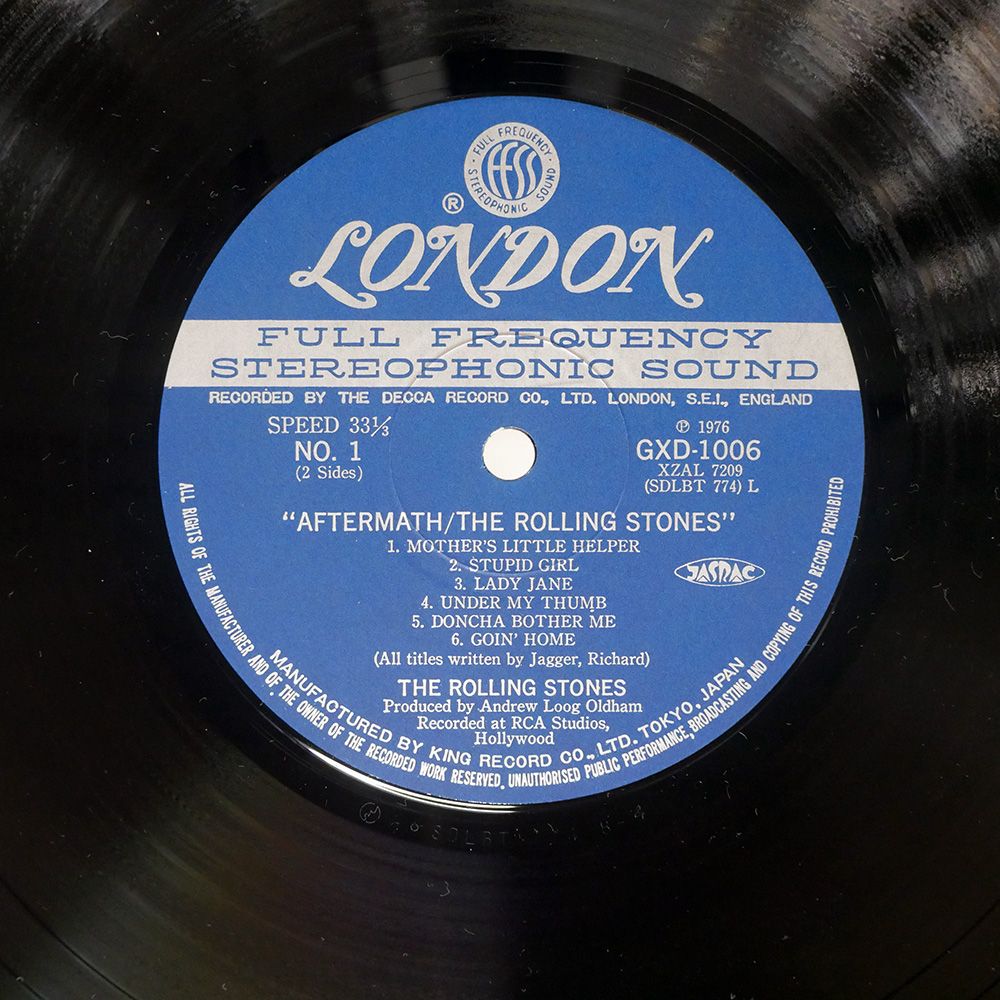 FULL FREQUENCY
STEREOPHONIC SOUND
ffss
®
LONDON
FULL FREQUENCY
STEREOPHONIC SOUND
RECORDED BY THE DECCA RECORD CO., LTD. LONDON, S.E.I., ENGLAND
SPEED 33⅓
NO. 1
(2 Sides)
℗ 1976
GXD-1006
XZAL 7209
(SDLBT 774) L
"AFTERMATH/THE ROLLING STONES"
1. MOTHER'S LITTLE HELPER
2. STUPID GIRL
3. LADY JANE
4. UNDER MY THUMB
5. DONCHA BOTHER ME
6. GOIN' HOME
(All titles written by Jagger, Richard)
JASRAC
THE ROLLING STONES
Produced by Andrew Loog Oldham
Recorded at RCA Studios,
Hollywood
MANUFACTURED BY KING RECORD CO., LTD. TOKYO, JAPAN
ALL RIGHTS OF THE MANUFACTURER AND OF THE OWNER OF THE RECORDED WORK RESERVED. UNAUTHORISED PUBLIC PERFORMANCE, BROADCASTING AND COPYING OF THIS RECORD PROHIBITED
SDLBT